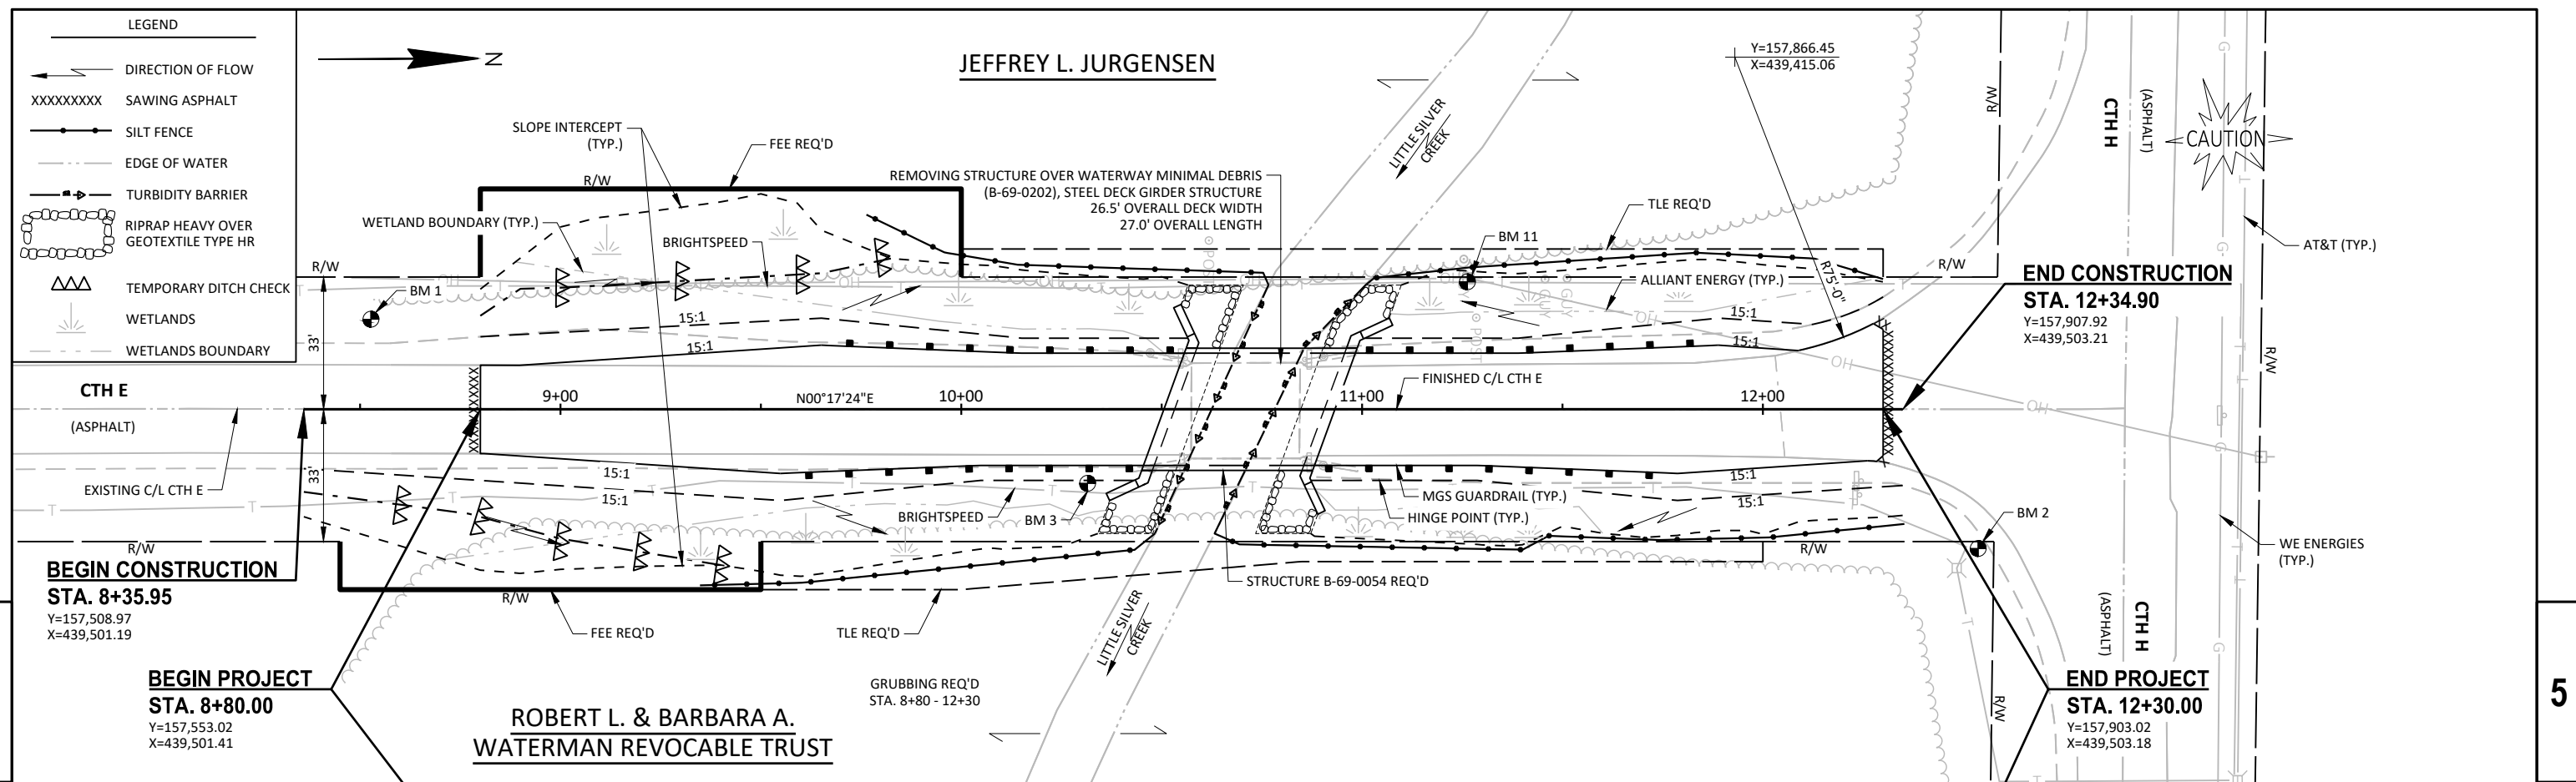 LEGEND
DIRECTION OF FLOW
XXXXXXXXX SAWING ASPHALT
SILT FENCE
EDGE OF WATER
TURBIDITY BARRIER
RIPRAP HEAVY OVER
GEOTEXTILE TYPE HR
TEMPORARY DITCH CHECK
WETLANDS
WETLANDS BOUNDARY
N
JEFFREY L. JURGENSEN
Y=157,866.45
X=439,415.06
SLOPE INTERCEPT
(TYP.)
FEE REQ'D
R/W
WETLAND BOUNDARY (TYP.)
BRIGHTSPEED
REMOVING STRUCTURE OVER WATERWAY MINIMAL DEBRIS
(B-69-0202), STEEL DECK GIRDER STRUCTURE
26.5' OVERALL DECK WIDTH
27.0' OVERALL LENGTH
LITTLE SILVER
CREEK
TLE REQ'D
BM 11
ALLIANT ENERGY (TYP.)
R75'-0"
R/W
R/W
CTH H
(ASPHALT)
CAUTION
AT&T (TYP.)
R/W
BM 1
33'
15:1
15:1
15:1
15:1
OH
OH
OH
OH
OH
POST
POST
GUY
GUY
T
T
T
T
G
G
G
G
END CONSTRUCTION
STA. 12+34.90
Y=157,907.92
X=439,503.21
R/W
CTH E
(ASPHALT)
9+00
N00°17'24"E
10+00
11+00
12+00
FINISHED C/L CTH E
EXISTING C/L CTH E
33'
15:1
15:1
15:1
15:1
BRIGHTSPEED
BM 3
MGS GUARDRAIL (TYP.)
HINGE POINT (TYP.)
BM 2
R/W
R/W
R/W
WE ENERGIES
(TYP.)
BEGIN CONSTRUCTION
STA. 8+35.95
Y=157,508.97
X=439,501.19
R/W
FEE REQ'D
TLE REQ'D
STRUCTURE B-69-0054 REQ'D
LITTLE SILVER
CREEK
(ASPHALT)
CTH H
BEGIN PROJECT
STA. 8+80.00
Y=157,553.02
X=439,501.41
ROBERT L. & BARBARA A.
WATERMAN REVOCABLE TRUST
GRUBBING REQ'D
STA. 8+80 - 12+30
END PROJECT
STA. 12+30.00
Y=157,903.02
X=439,503.18
R/W
5